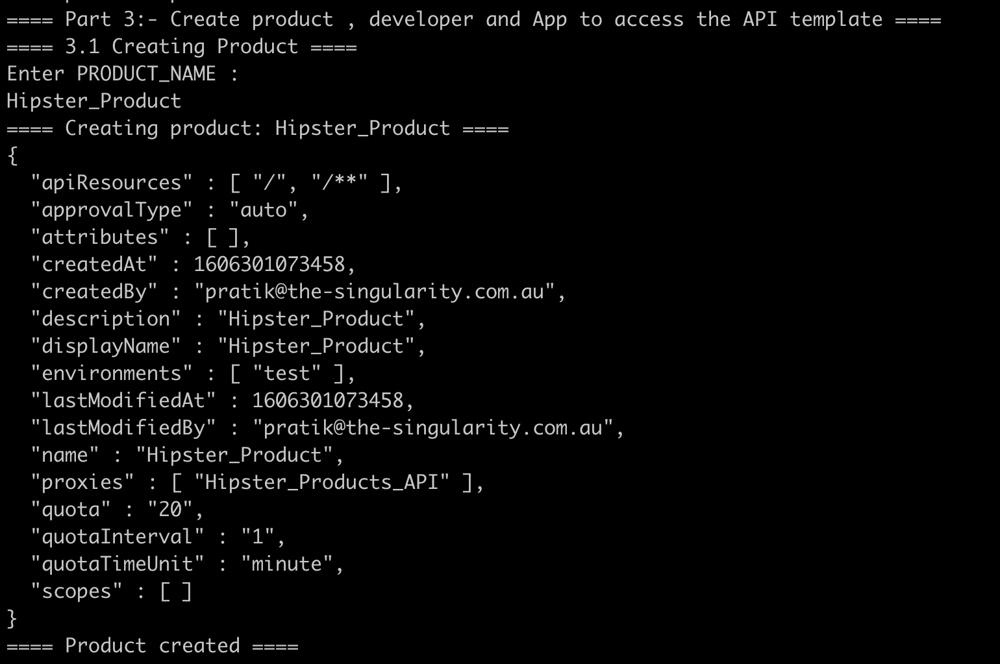 ==== Part 3:- Create product , developer and App to access the API template ====
==== 3.1 Creating Product ====
Enter PRODUCT_NAME :
Hipster_Product
==== Creating product: Hipster_Product ====
{
  "apiResources" : [ "/", "/**" ],
  "approvalType" : "auto",
  "attributes" : [ ],
  "createdAt" : 1606301073458,
  "createdBy" : "pratik@the-singularity.com.au",
  "description" : "Hipster_Product",
  "displayName" : "Hipster_Product",
  "environments" : [ "test" ],
  "lastModifiedAt" : 1606301073458,
  "lastModifiedBy" : "pratik@the-singularity.com.au",
  "name" : "Hipster_Product",
  "proxies" : [ "Hipster_Products_API" ],
  "quota" : "20",
  "quotaInterval" : "1",
  "quotaTimeUnit" : "minute",
  "scopes" : [ ]
}
==== Product created ====